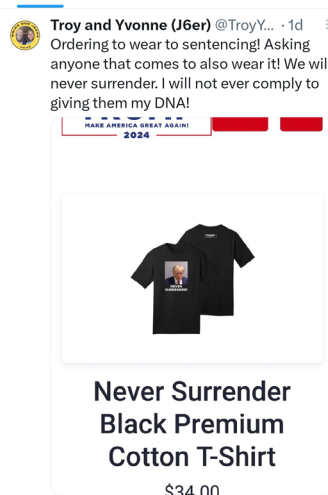 Troy and Yvonne (J6er) @TroyY... · 1d
Ordering to wear to sentencing! Asking
anyone that comes to also wear it! We wil
never surrender. I will not ever comply to
giving them my DNA!
MAKE AMERICA GREAT AGAIN!
2024
NEVER
SURRENDER!
Never Surrender
Black Premium
Cotton T-Shirt
$34.00